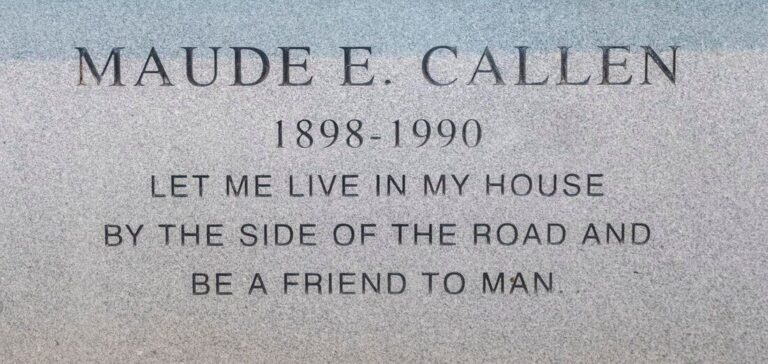 MAUDE E. CALLEN
1898-1990
LET ME LIVE IN MY HOUSE
BY THE SIDE OF THE ROAD AND
BE A FRIEND TO MAN.